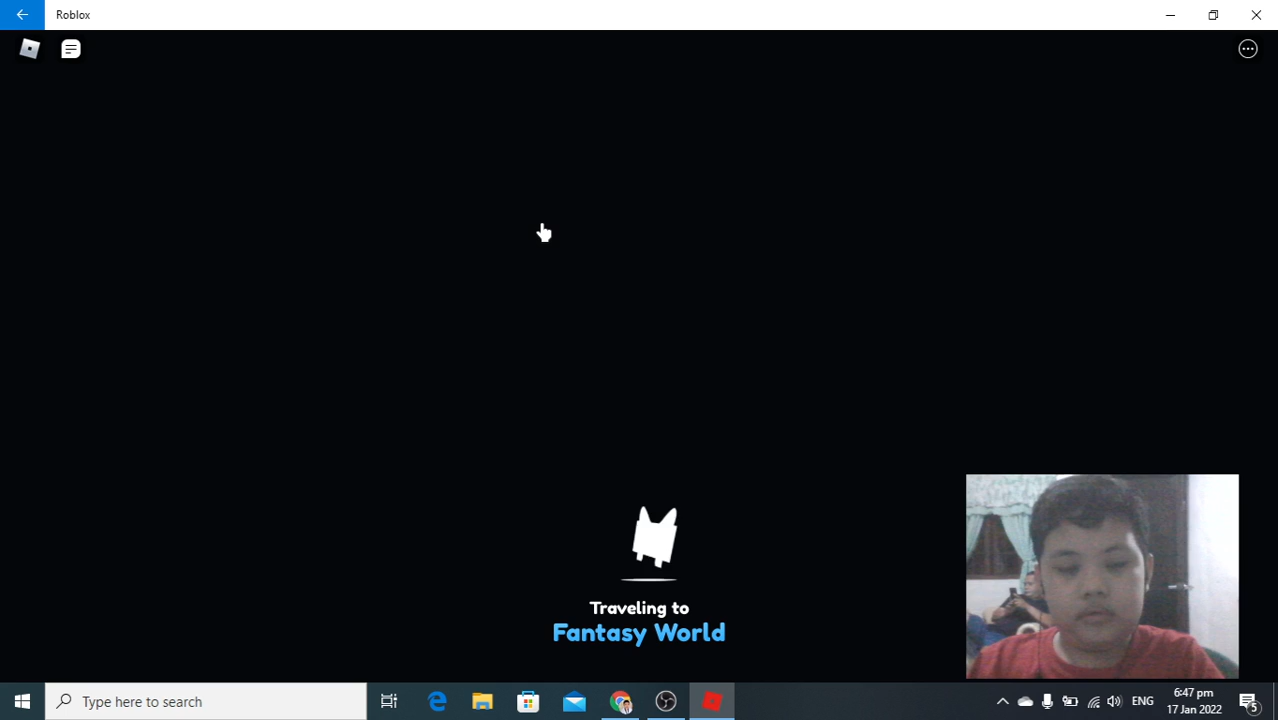 Roblox
Traveling to
Fantasy World
Type here to search
ENG
6:47 pm
17 Jan 2022
5